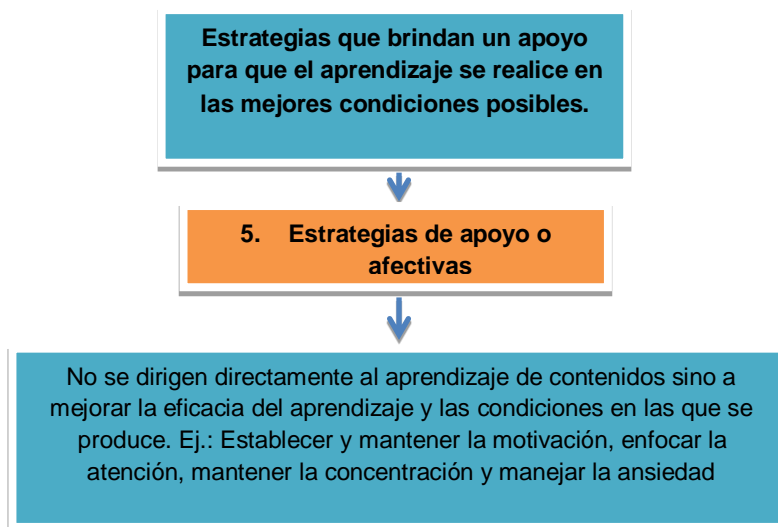 Estrategias que brindan un apoyo
para que el aprendizaje se realice en
las mejores condiciones posibles.
5. Estrategias de apoyo o
afectivas
No se dirigen directamente al aprendizaje de contenidos sino a
mejorar la eficacia del aprendizaje y las condiciones en las que se
produce. Ej.: Establecer y mantener la motivación, enfocar la
atención, mantener la concentración y manejar la ansiedad